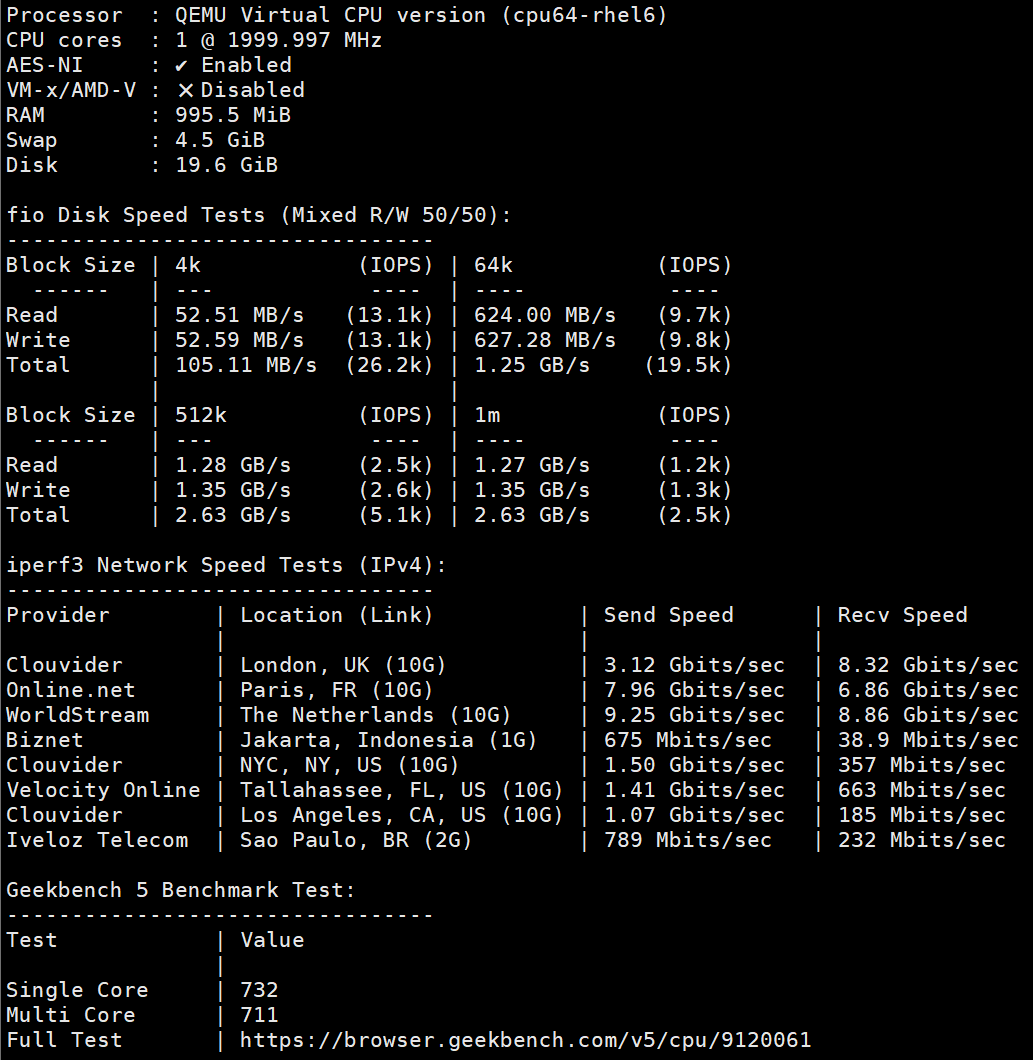 Processor  : QEMU Virtual CPU version (cpu64-rhel6)
CPU cores  : 1 @ 1999.997 MHz
AES-NI     : ✔ Enabled
VM-x/AMD-V : ❌ Disabled
RAM        : 995.5 MiB
Swap       : 4.5 GiB
Disk       : 19.6 GiB

fio Disk Speed Tests (Mixed R/W 50/50):
---------------------------------
Block Size | 4k            (IOPS) | 64k           (IOPS)
  ------   | ---            ----  | ----           ----
Read       | 52.51 MB/s   (13.1k) | 624.00 MB/s   (9.7k)
Write      | 52.59 MB/s   (13.1k) | 627.28 MB/s   (9.8k)
Total      | 105.11 MB/s  (26.2k) | 1.25 GB/s    (19.5k)
           |                      |
Block Size | 512k          (IOPS) | 1m            (IOPS)
  ------   | ---            ----  | ----           ----
Read       | 1.28 GB/s     (2.5k) | 1.27 GB/s     (1.2k)
Write      | 1.35 GB/s     (2.6k) | 1.35 GB/s     (1.3k)
Total      | 2.63 GB/s     (5.1k) | 2.63 GB/s     (2.5k)

iperf3 Network Speed Tests (IPv4):
---------------------------------
Provider        | Location (Link)           | Send Speed      | Recv Speed
                |                           |                 |
Clouvider       | London, UK (10G)          | 3.12 Gbits/sec  | 8.32 Gbits/sec
Online.net      | Paris, FR (10G)           | 7.96 Gbits/sec  | 6.86 Gbits/sec
WorldStream     | The Netherlands (10G)     | 9.25 Gbits/sec  | 8.86 Gbits/sec
Biznet          | Jakarta, Indonesia (1G)   | 675 Mbits/sec   | 38.9 Mbits/sec
Clouvider       | NYC, NY, US (10G)         | 1.50 Gbits/sec  | 357 Mbits/sec
Velocity Online | Tallahassee, FL, US (10G) | 1.41 Gbits/sec  | 663 Mbits/sec
Clouvider       | Los Angeles, CA, US (10G) | 1.07 Gbits/sec  | 185 Mbits/sec
Iveloz Telecom  | Sao Paulo, BR (2G)        | 789 Mbits/sec   | 232 Mbits/sec

Geekbench 5 Benchmark Test:
---------------------------------
Test            | Value
                |
Single Core     | 732
Multi Core      | 711
Full Test       | https://browser.geekbench.com/v5/cpu/9120061